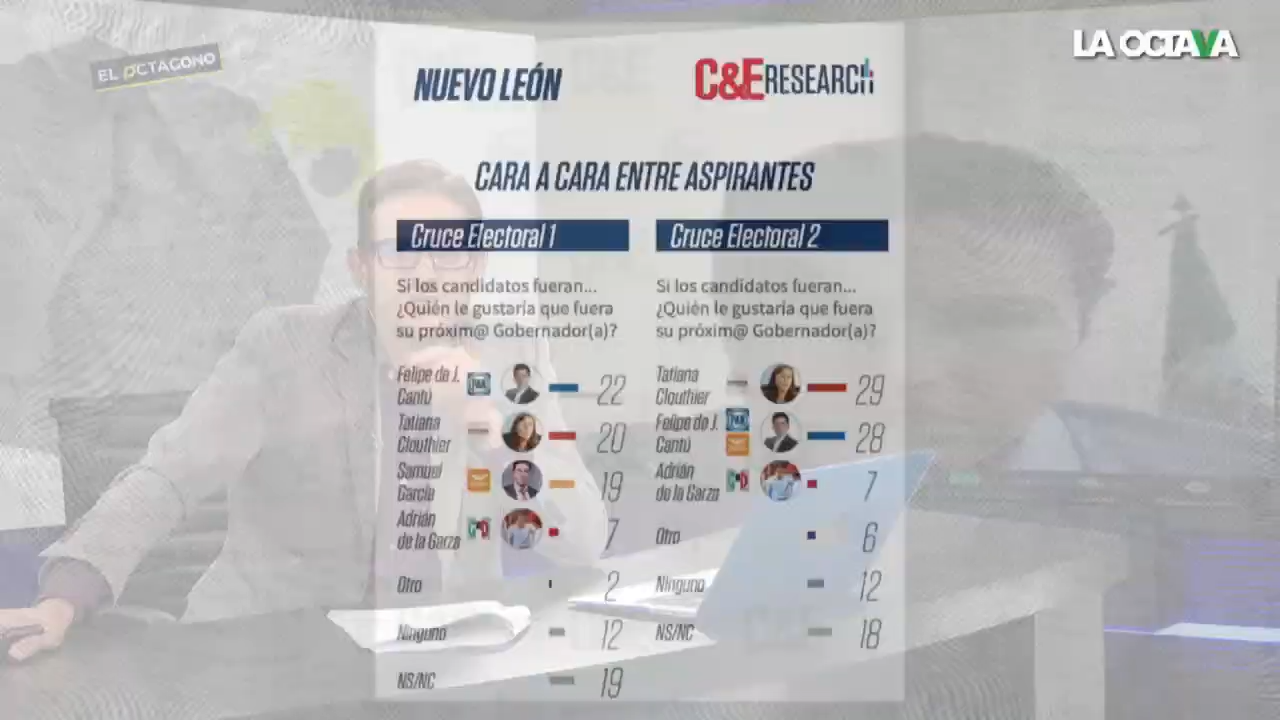 EL OCTÁGONO
LA OCTAVA
NUEVO LEÓN
C&E RESEARCH
CARA A CARA ENTRE ASPIRANTES
Cruce Electoral 1
Si los candidatos fueran...
¿Quién le gustaría que fuera
su próxim@ Gobernador(a)?
Felipe de J.
Cantú
PAN
22
Tatiana
Clouthier
20
Samuel
García
19
Adrián
de la Garza
PRD
7
Otro
2
Ninguno
12
NS/NC
19
Cruce Electoral 2
Si los candidatos fueran...
¿Quién le gustaría que fuera
su próxim@ Gobernador(a)?
Tatiana
Clouthier
29
Felipe de J.
Cantú
PAN
28
Adrián
de la Garza
7
Otro
6
Ninguno
12
NS/NC
18